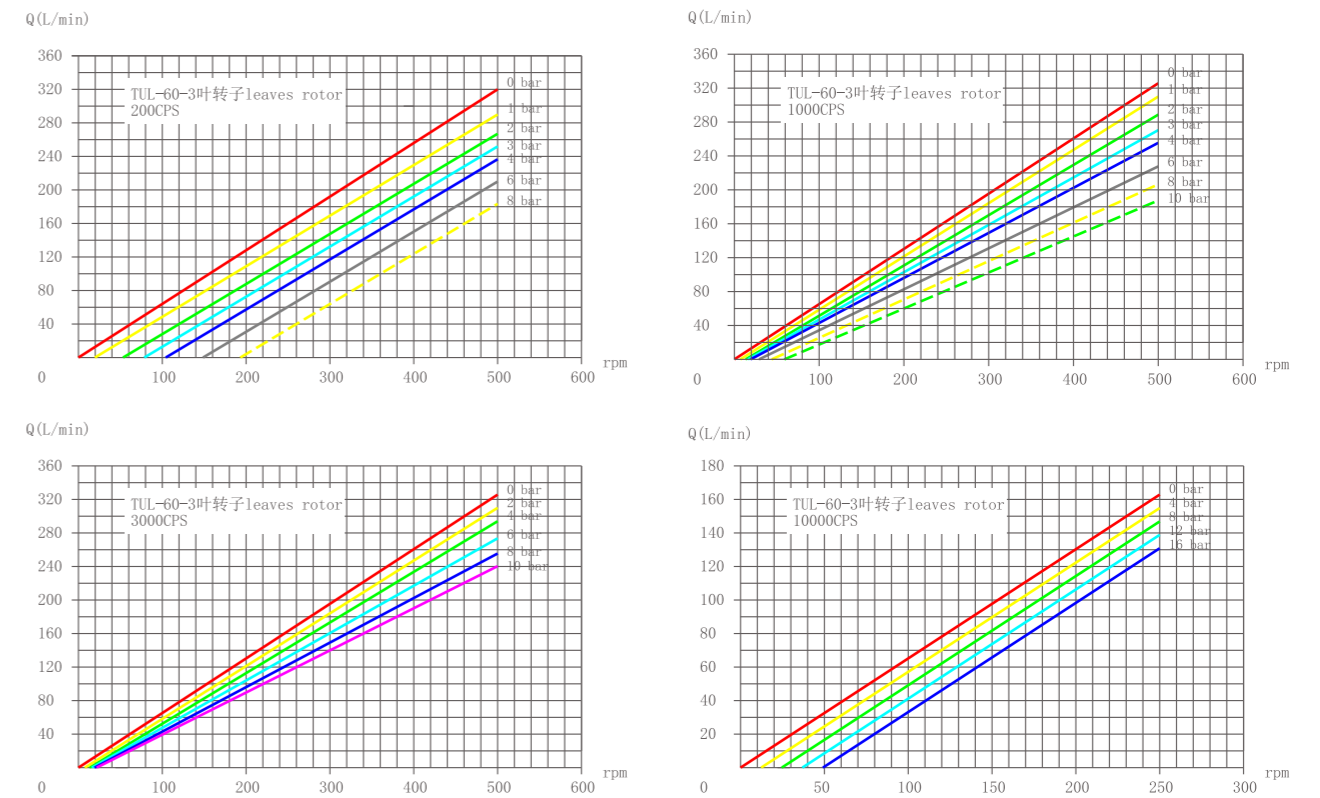 Q(L/min)
360
320
280
240
200
160
120
80
40
0
100
200
300
400
500
600
rpm
TUL-60-3叶转子leaves rotor
200CPS
0 bar
1 bar
2 bar
3 bar
4 bar
6 bar
8 bar
Q(L/min)
360
320
280
240
200
160
120
80
40
0
100
200
300
400
500
600
rpm
TUL-60-3叶转子leaves rotor
1000CPS
0 bar
1 bar
2 bar
3 bar
4 bar
6 bar
8 bar
10 bar
Q(L/min)
360
320
280
240
200
160
120
80
40
0
100
200
300
400
500
600
rpm
TUL-60-3叶转子leaves rotor
3000CPS
0 bar
2 bar
4 bar
6 bar
8 bar
10 bar
Q(L/min)
180
160
140
120
100
80
60
40
20
0
50
100
150
200
250
300
rpm
TUL-60-3叶转子leaves rotor
10000CPS
0 bar
4 bar
8 bar
12 bar
16 bar